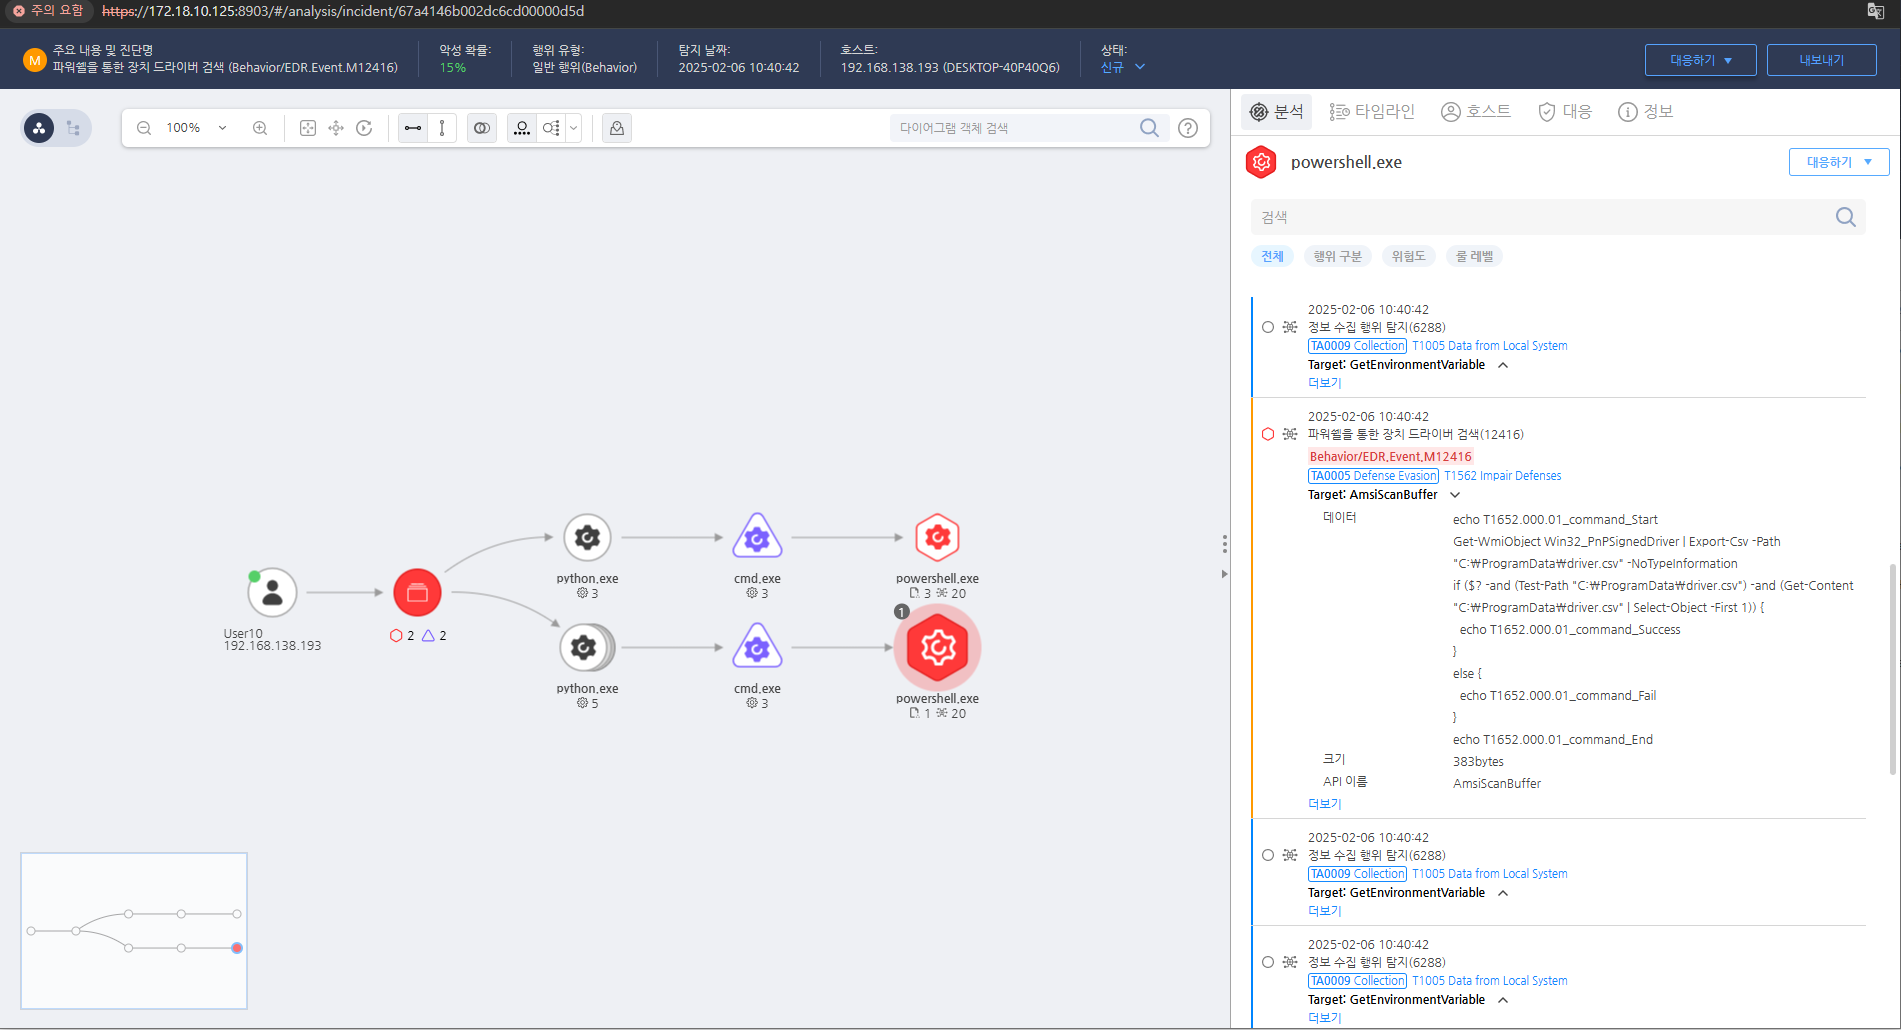 주의 요함
https://172.18.10.125:8903/#/analysis/incident/67a4146b002dc6cd00000d5d
M
주요 내용 및 진단명
파워쉘을 통한 장치 드라이버 검색 (Behavior/EDR.Event.M12416)
악성 확률:
15%
행위 유형:
일반 행위(Behavior)
탐지 날짜:
2025-02-06 10:40:42
호스트:
192.168.138.193 (DESKTOP-40P40Q6)
상태:
신규
대응하기
내보내기
100%
다이어그램 객체 검색
User10
192.168.138.193
2 2
python.exe
3
cmd.exe
3
powershell.exe
3 20
python.exe
5
cmd.exe
3
1
powershell.exe
1 20
분석
타임라인
호스트
대응
정보
powershell.exe
대응하기
검색
전체
행위 구분
위험도
룰 레벨
2025-02-06 10:40:42
정보 수집 행위 탐지(6288)
TA0009 Collection T1005 Data from Local System
Target: GetEnvironmentVariable
더보기
2025-02-06 10:40:42
파워쉘을 통한 장치 드라이버 검색(12416)
Behavior/EDR.Event.M12416
TA0005 Defense Evasion T1562 Impair Defenses
Target: AmsiScanBuffer
데이터
echo T1652.000.01_command_Start
Get-WmiObject Win32_PnPSignedDriver | Export-Csv -Path
"C:₩ProgramData₩driver.csv" -NoTypeInformation
if ($? -and (Test-Path "C:₩ProgramData₩driver.csv") -and (Get-Content
"C:₩ProgramData₩driver.csv" | Select-Object -First 1)) {
echo T1652.000.01_command_Success
}
else {
echo T1652.000.01_command_Fail
}
echo T1652.000.01_command_End
크기
383bytes
API 이름
AmsiScanBuffer
더보기
2025-02-06 10:40:42
정보 수집 행위 탐지(6288)
TA0009 Collection T1005 Data from Local System
Target: GetEnvironmentVariable
더보기
2025-02-06 10:40:42
정보 수집 행위 탐지(6288)
TA0009 Collection T1005 Data from Local System
Target: GetEnvironmentVariable
더보기